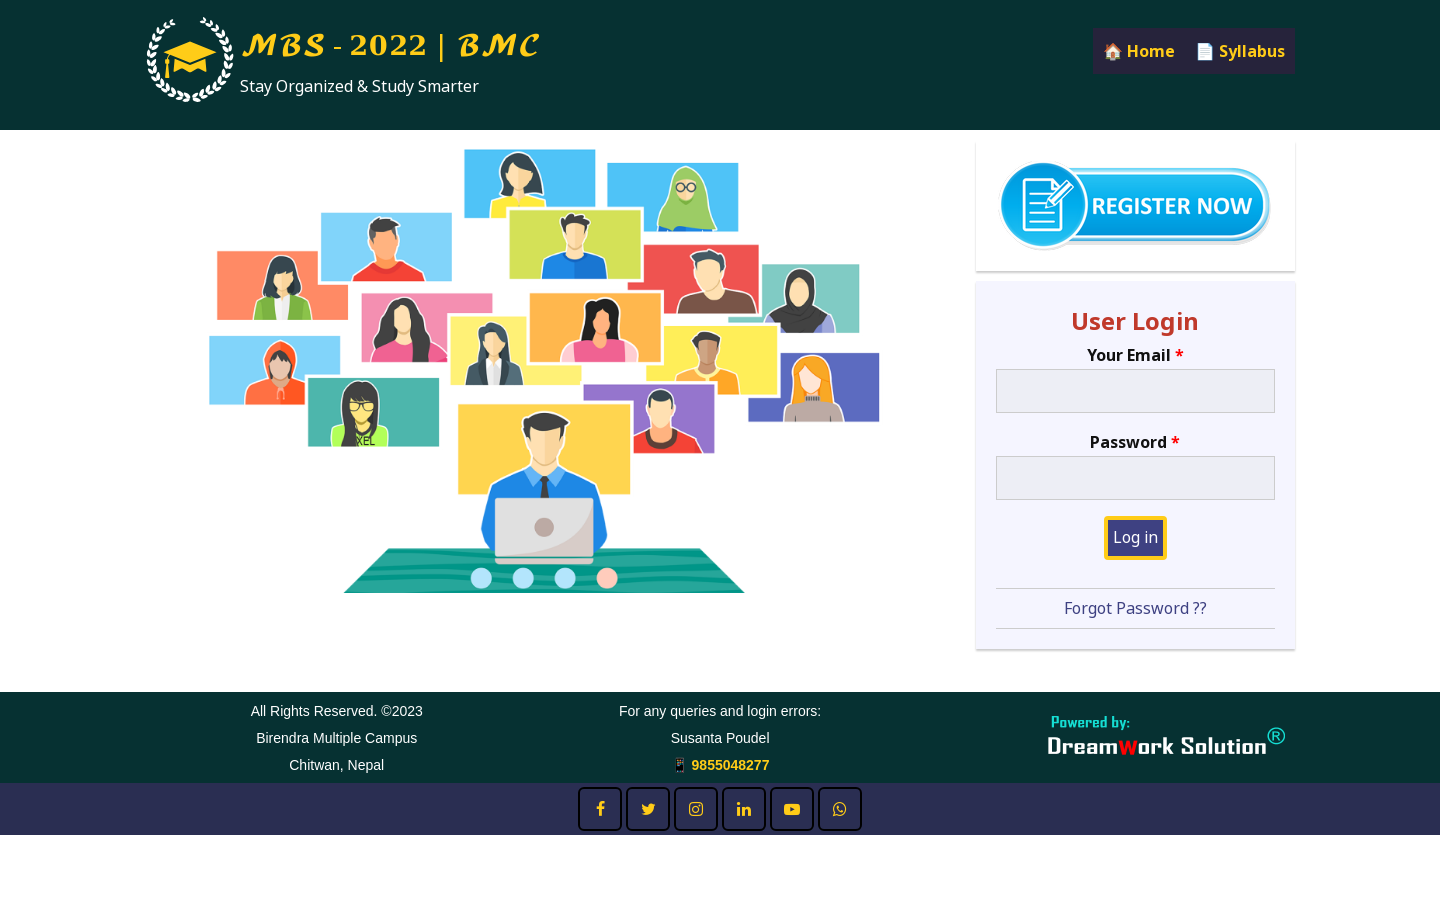 MBS - 2022 | BMC
Stay Organized & Study Smarter
🏠 Home
📄 Syllabus
XEL
REGISTER NOW
User Login
Your Email *
Password *
Log in
Forgot Password ??
All Rights Reserved. ©2023
Birendra Multiple Campus
Chitwan, Nepal
For any queries and login errors:
Susanta Poudel
📱 9855048277
Powered by:
DreamWork Solution®